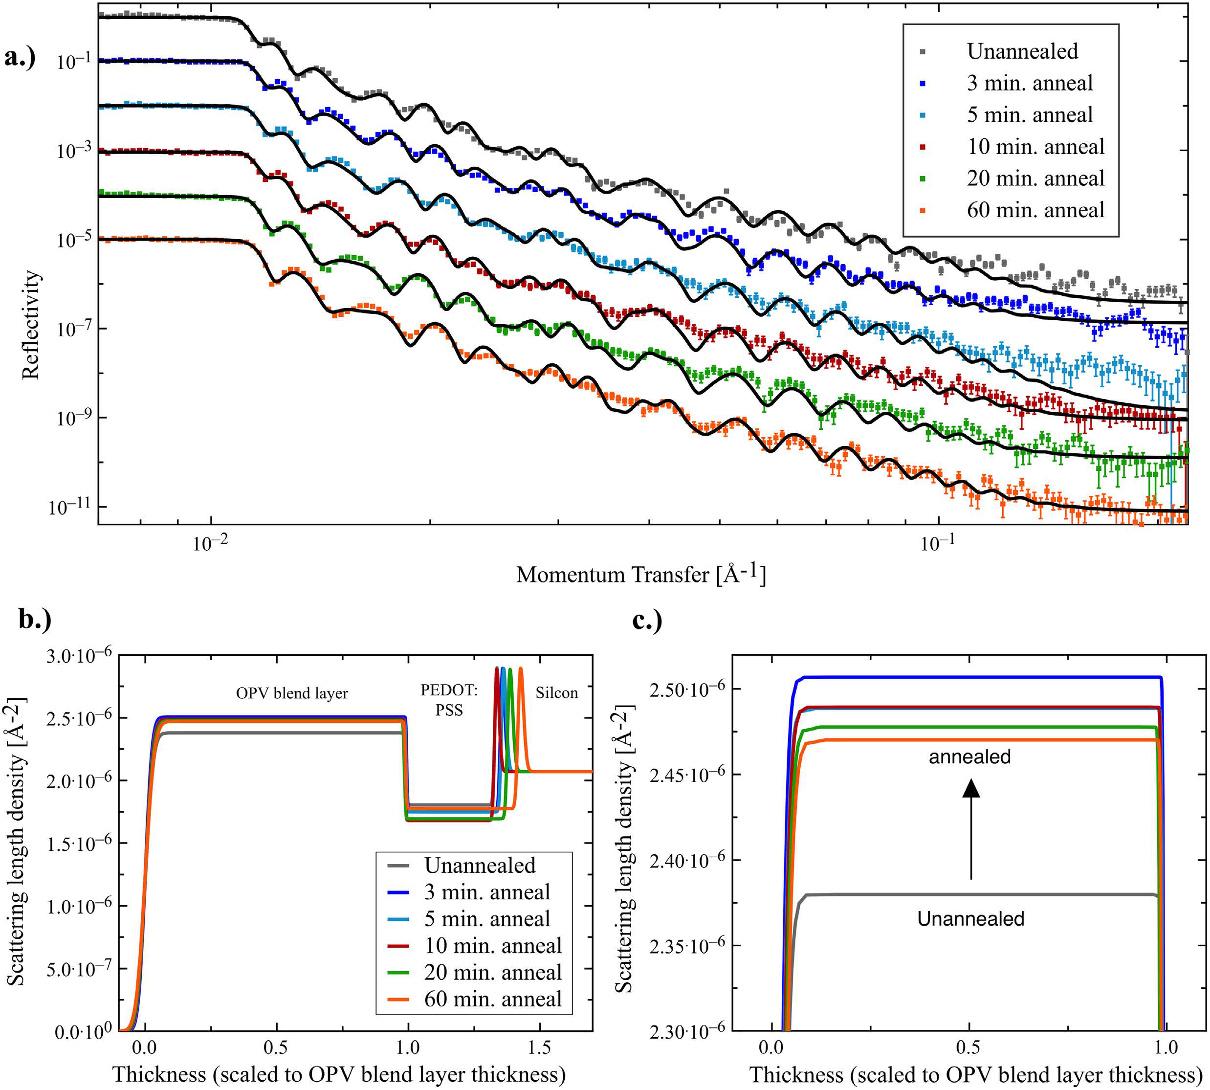 a.)
10⁻¹
10⁻³
10⁻⁵
10⁻⁷
10⁻⁹
10⁻¹¹
Reflectivity
Unannealed
3 min. anneal
5 min. anneal
10 min. anneal
20 min. anneal
60 min. anneal
10⁻² 10⁻¹
Momentum Transfer [Å-1]
b.)
3.0·10⁻⁶
2.5·10⁻⁶
2.0·10⁻⁶
1.5·10⁻⁶
1.0·10⁻⁶
5.0·10⁻⁷
0.0·10⁰
Scattering length density [Å-2]
OPV blend layer
PEDOT:
PSS
Silcon
Unannealed
3 min. anneal
5 min. anneal
10 min. anneal
20 min. anneal
60 min. anneal
0.0 0.5 1.0 1.5
Thickness (scaled to OPV blend layer thickness)
c.)
2.50·10⁻⁶
2.45·10⁻⁶
2.40·10⁻⁶
2.35·10⁻⁶
2.30·10⁻⁶
Scattering length density [Å-2]
annealed
Unannealed
0.0 0.5 1.0
Thickness (scaled to OPV blend layer thickness)